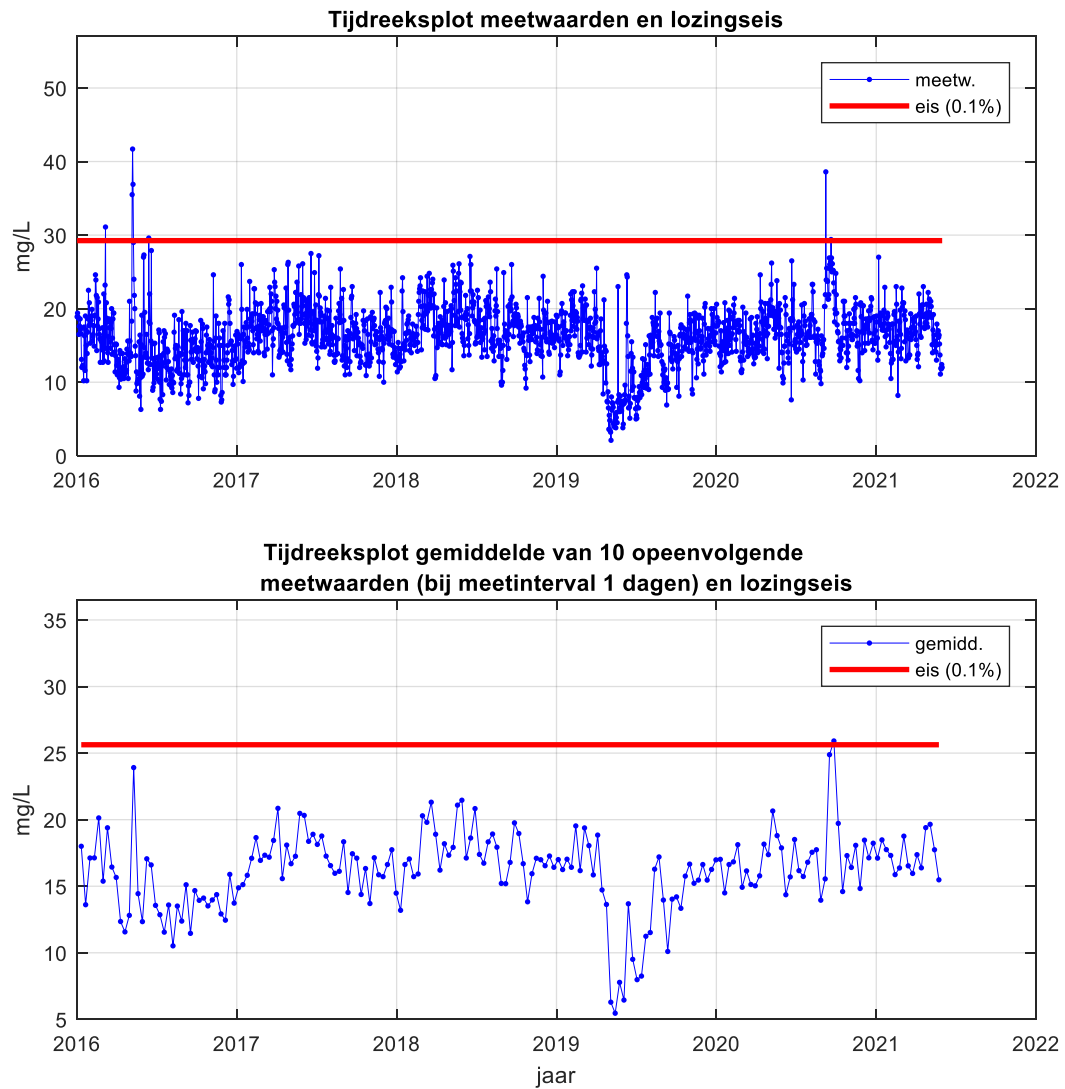 Tijdreeksplot meetwaarden en lozingseis
50
40
30
20
10
0
mg/L
meetw.
eis (0.1%)
2016 2017 2018 2019 2020 2021 2022
Tijdreeksplot gemiddelde van 10 opeenvolgende
meetwaarden (bij meetinterval 1 dagen) en lozingseis
35
30
25
20
15
10
5
mg/L
gemidd.
eis (0.1%)
2016 2017 2018 2019 2020 2021 2022
jaar